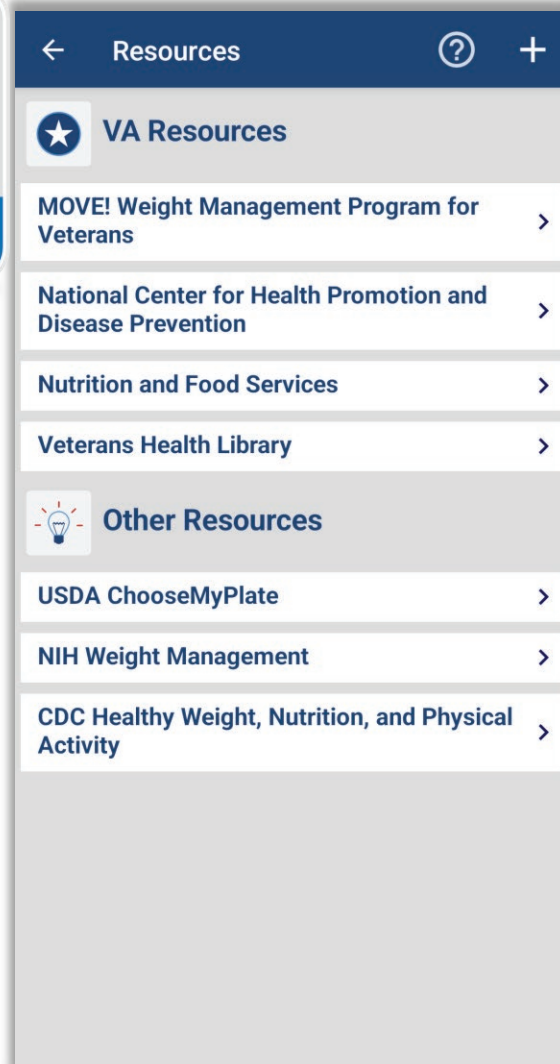 Resources
VA Resources
MOVE! Weight Management Program for
Veterans
National Center for Health Promotion and
Disease Prevention
Nutrition and Food Services
Veterans Health Library
Other Resources
USDA ChooseMyPlate
NIH Weight Management
CDC Healthy Weight, Nutrition, and Physical
Activity